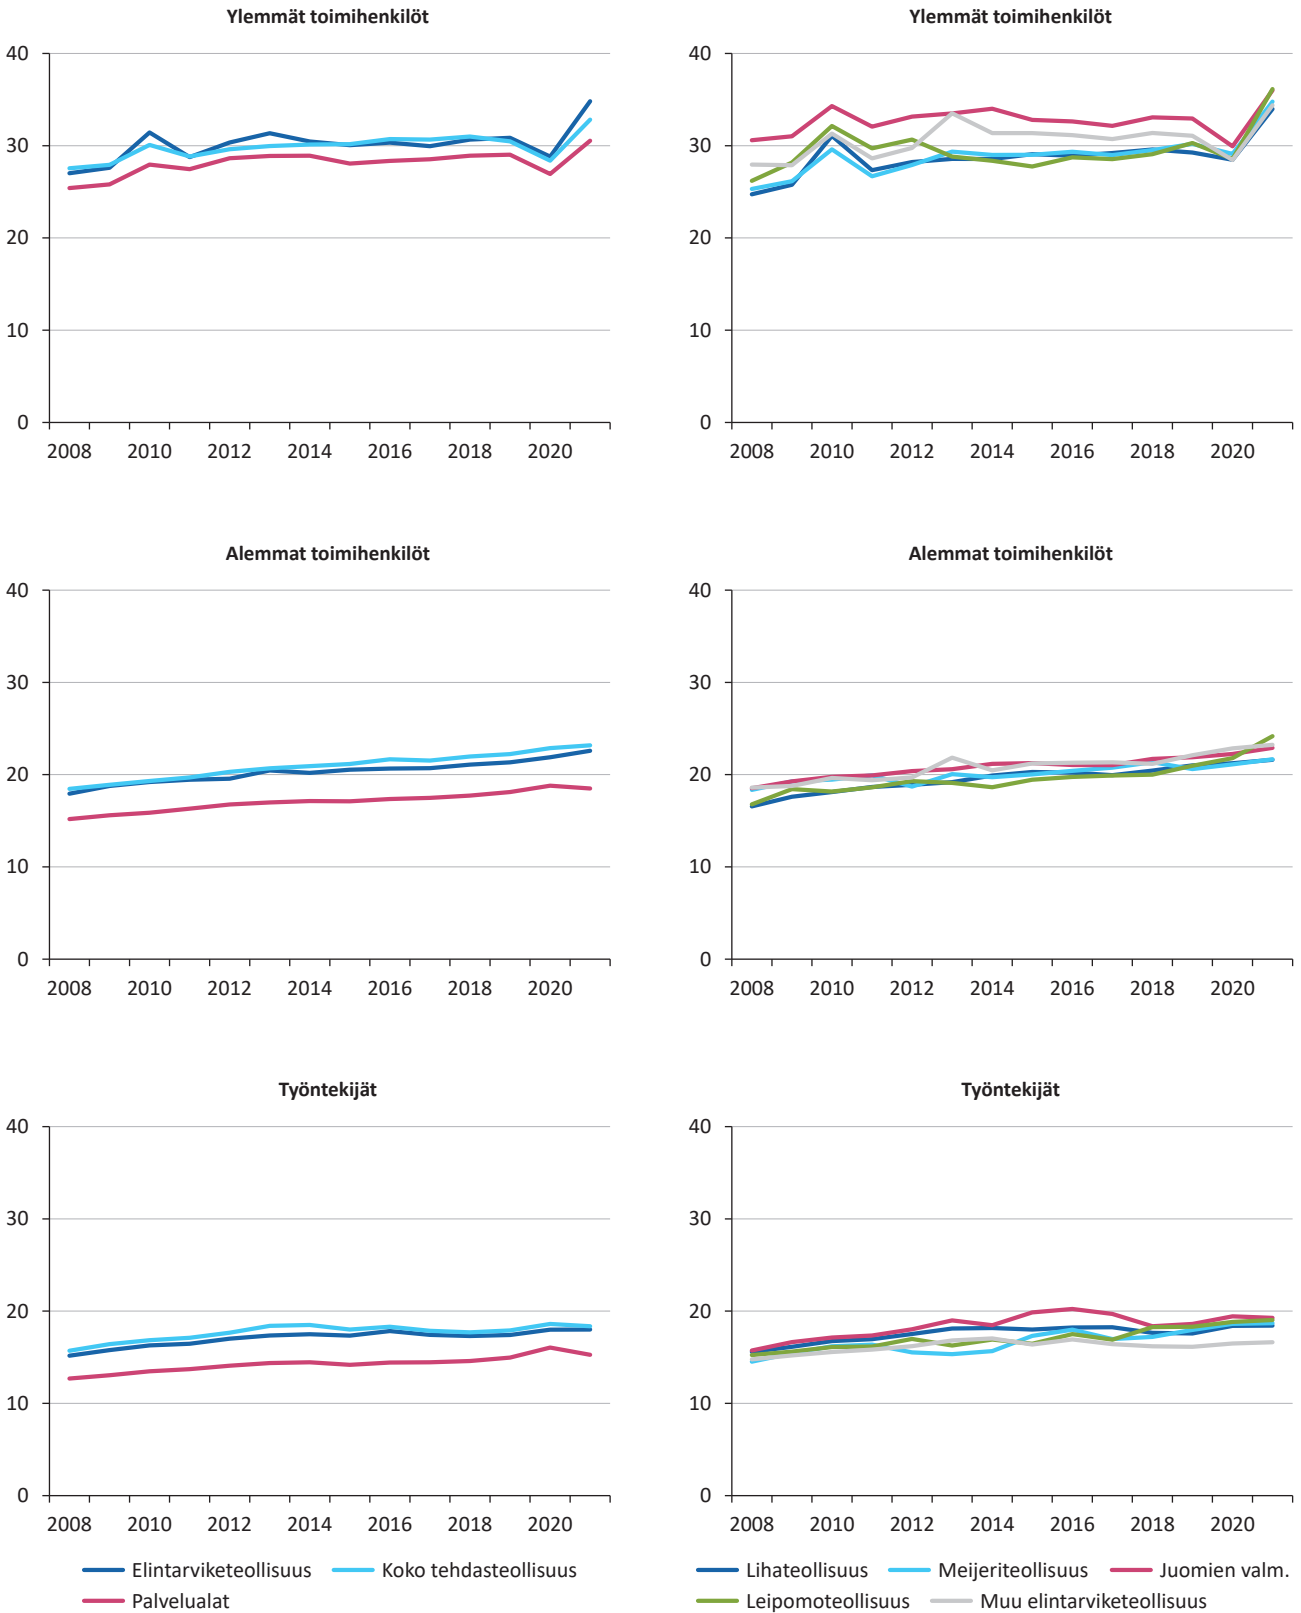 Ylemmät toimihenkilöt
40
30
20
10
0
2008 2010 2012 2014 2016 2018 2020
Ylemmät toimihenkilöt
40
30
20
10
0
2008 2010 2012 2014 2016 2018 2020
Alemmat toimihenkilöt
40
30
20
10
0
2008 2010 2012 2014 2016 2018 2020
Alemmat toimihenkilöt
40
30
20
10
0
2008 2010 2012 2014 2016 2018 2020
Työntekijät
40
30
20
10
0
2008 2010 2012 2014 2016 2018 2020
Elintarviketeollisuus Koko tehdasteollisuus
Palvelualat
Työntekijät
40
30
20
10
0
2008 2010 2012 2014 2016 2018 2020
Lihateollisuus Meijeriteollisuus Juomien valm.
Leipomoteollisuus Muu elintarviketeollisuus